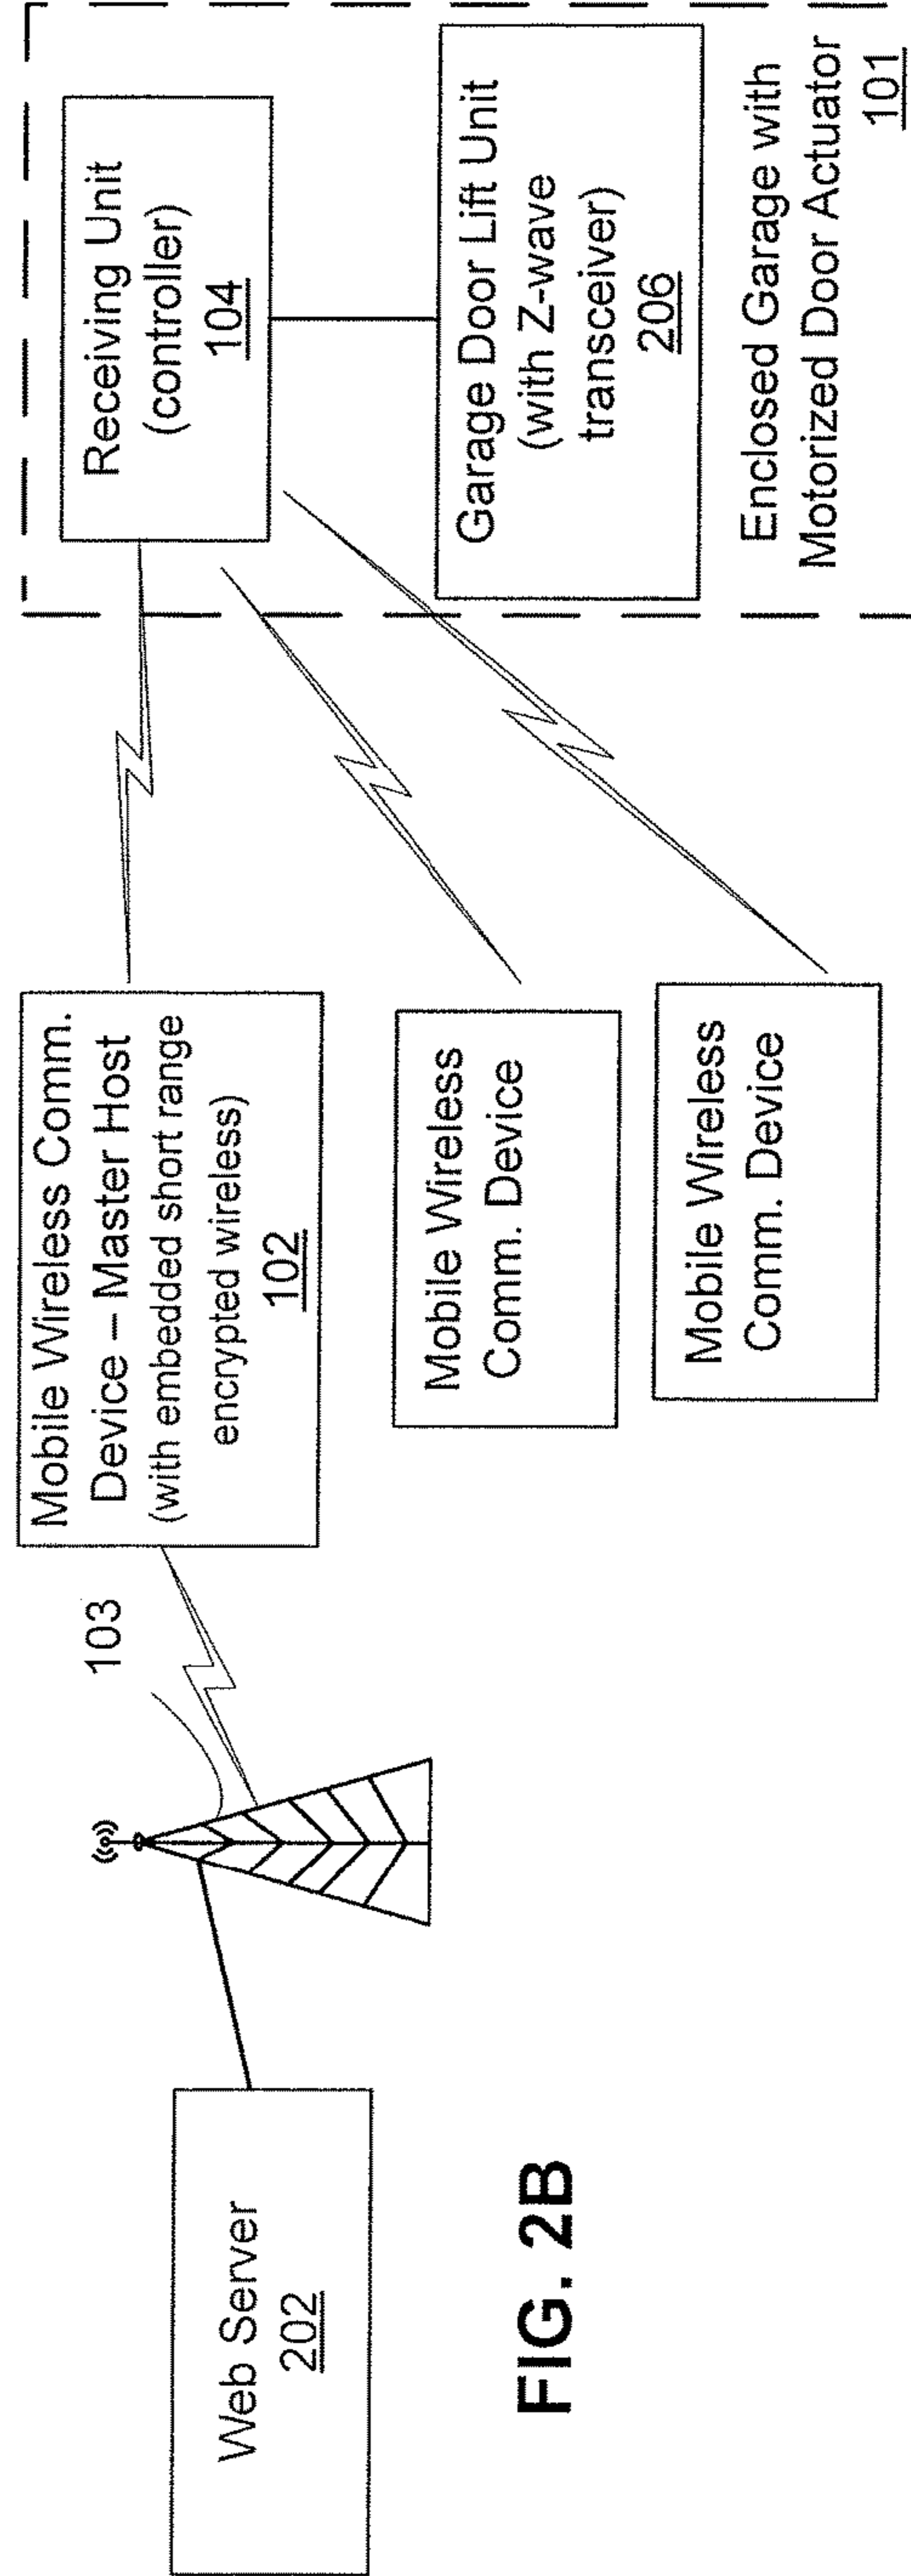 Web Server
202
103
Mobile Wireless Comm.
Device – Master Host
(with embedded short range
encrypted wireless)
102
Mobile Wireless
Comm. Device
Mobile Wireless
Comm. Device
Receiving Unit
(controller)
104
Garage Door Lift Unit
(with Z-wave
transceiver)
206
Enclosed Garage with
Motorized Door Actuator
101
FIG. 2B